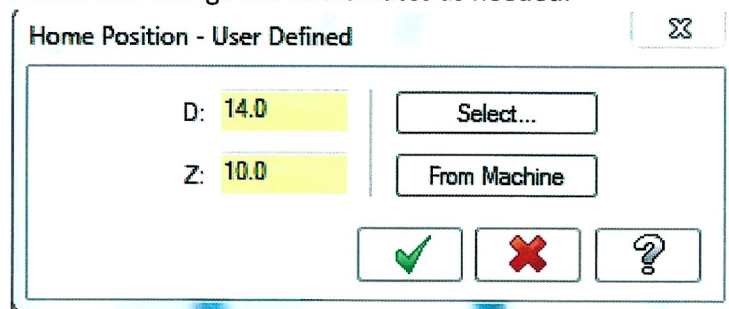 Home Position - User Defined
D: 14.0
Select...
Z: 10.0
From Machine